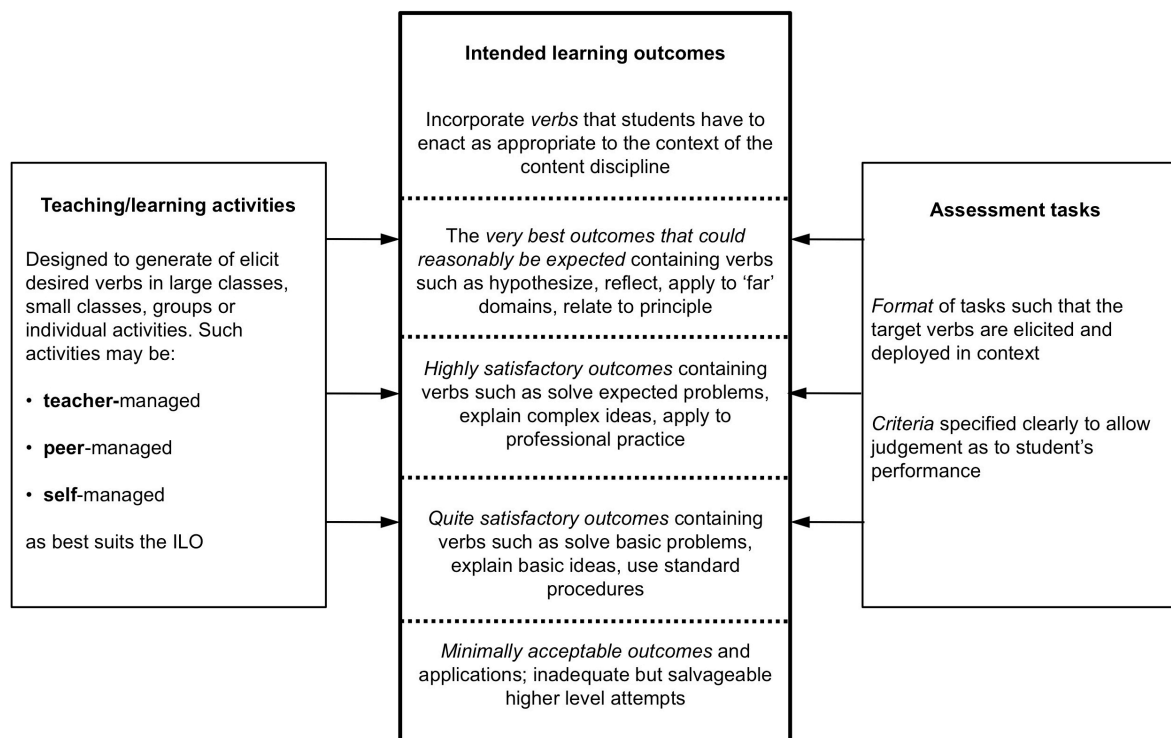 Intended learning outcomes
Incorporate verbs that students have to
enact as appropriate to the context of the
content discipline
Teaching/learning activities
Designed to generate of elicit
desired verbs in large classes,
small classes, groups or
individual activities. Such
activities may be:
• teacher-managed
• peer-managed
• self-managed
as best suits the ILO
The very best outcomes that could
reasonably be expected containing verbs
such as hypothesize, reflect, apply to ‘far’
domains, relate to principle
Highly satisfactory outcomes containing
verbs such as solve expected problems,
explain complex ideas, apply to
professional practice
Quite satisfactory outcomes containing
verbs such as solve basic problems,
explain basic ideas, use standard
procedures
Minimally acceptable outcomes and
applications; inadequate but salvageable
higher level attempts
Assessment tasks
Format of tasks such that the
target verbs are elicited and
deployed in context
Criteria specified clearly to allow
judgement as to student’s
performance